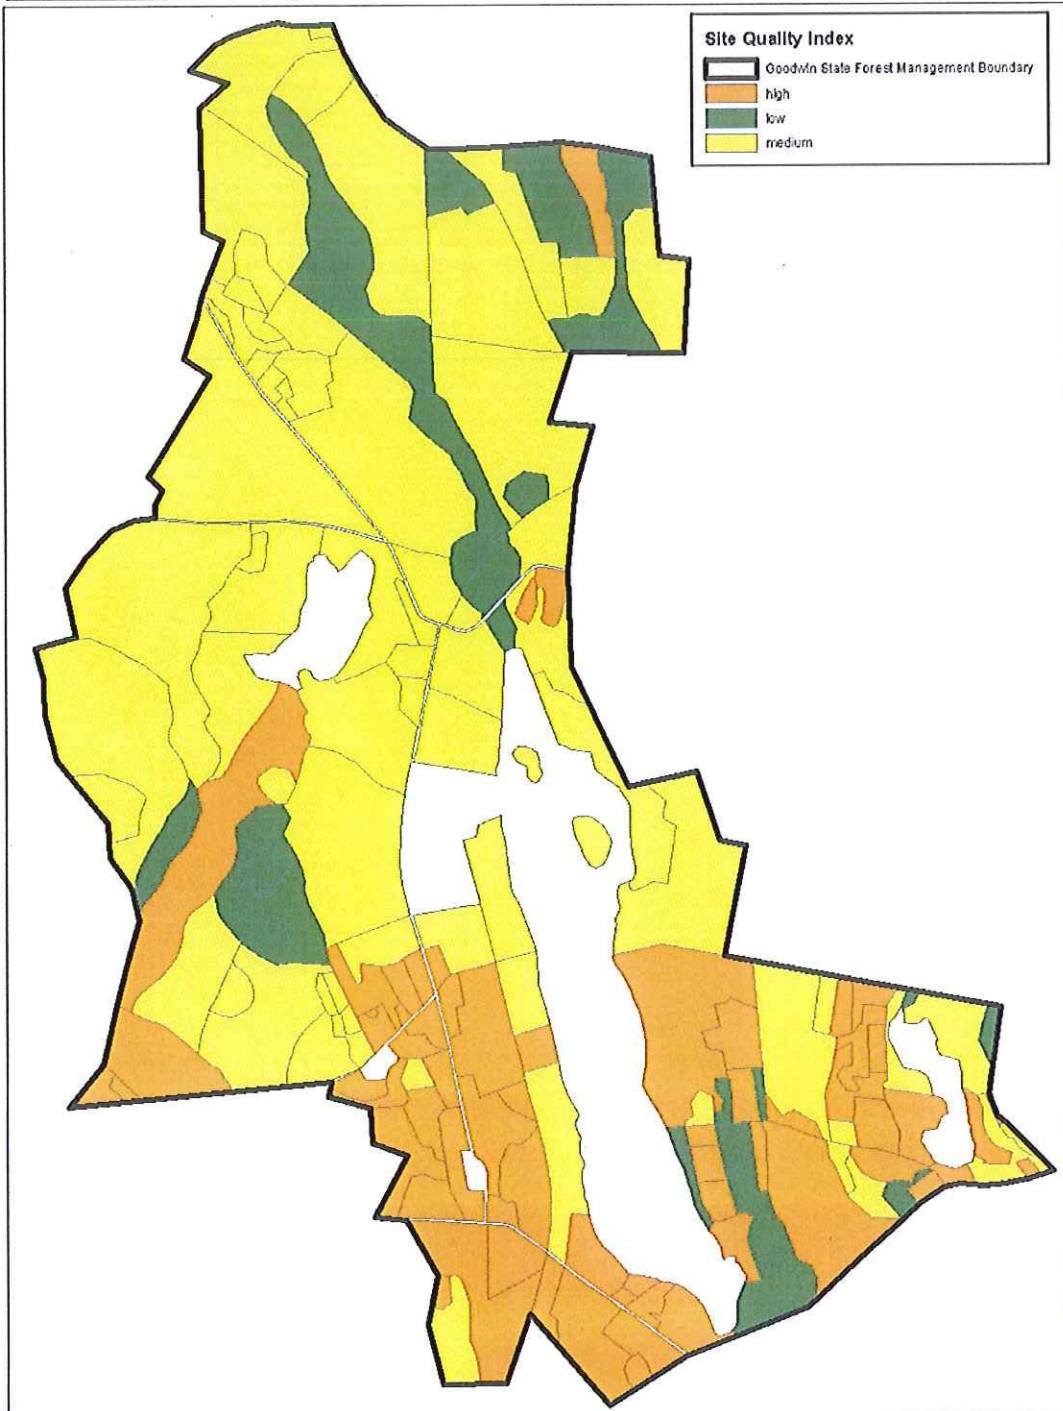 Site Quality Index
Goodwin State Forest Management Boundary
high
low
medium